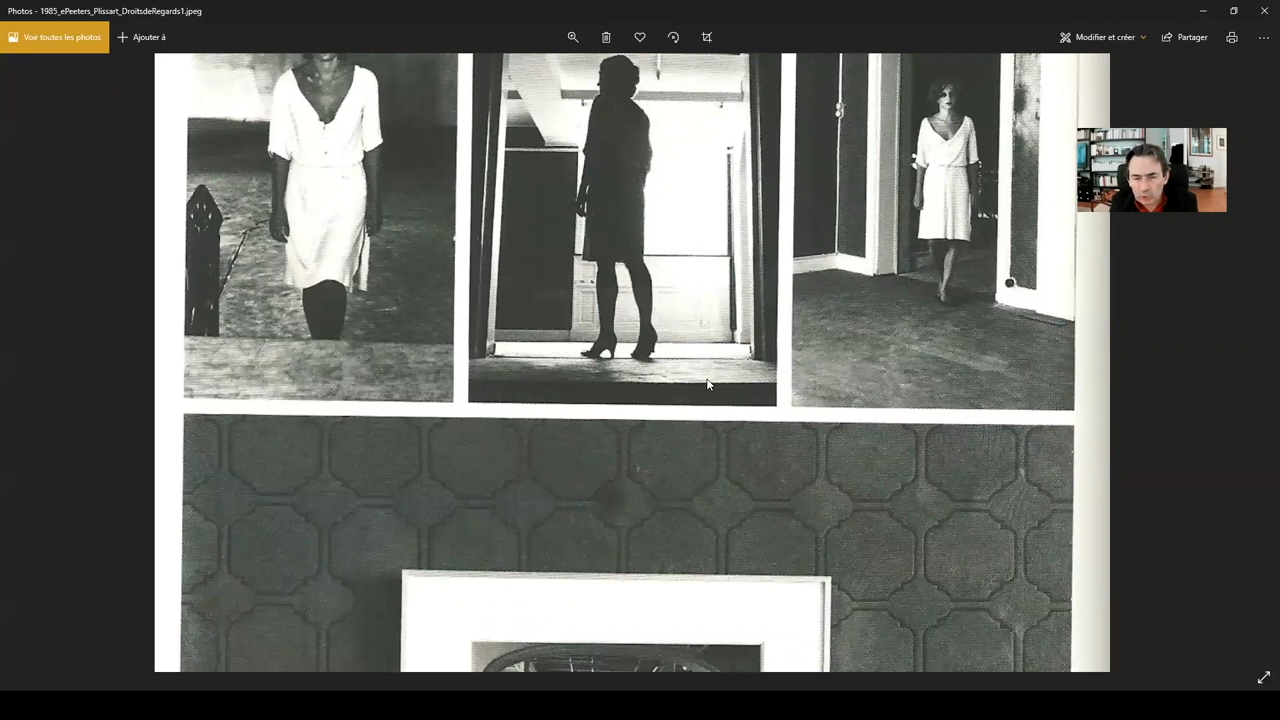 Photos - 1985_ePeeters_Plissart_DroitsdeRegards1.jpeg
Voir toutes les photos
Ajouter à
Modifier et créer
Partager